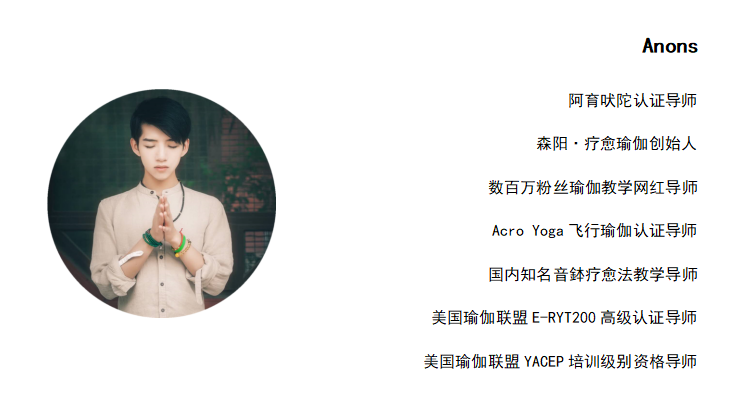 Anons
阿育吠陀认证导师
森阳·疗愈瑜伽创始人
数百万粉丝瑜伽教学网红导师
Acro Yoga 飞行瑜伽认证导师
国内知名音鉢疗愈法教学导师
美国瑜伽联盟 E-RYT200 高级认证导师
美国瑜伽联盟 YACEP 培训级别资格导师